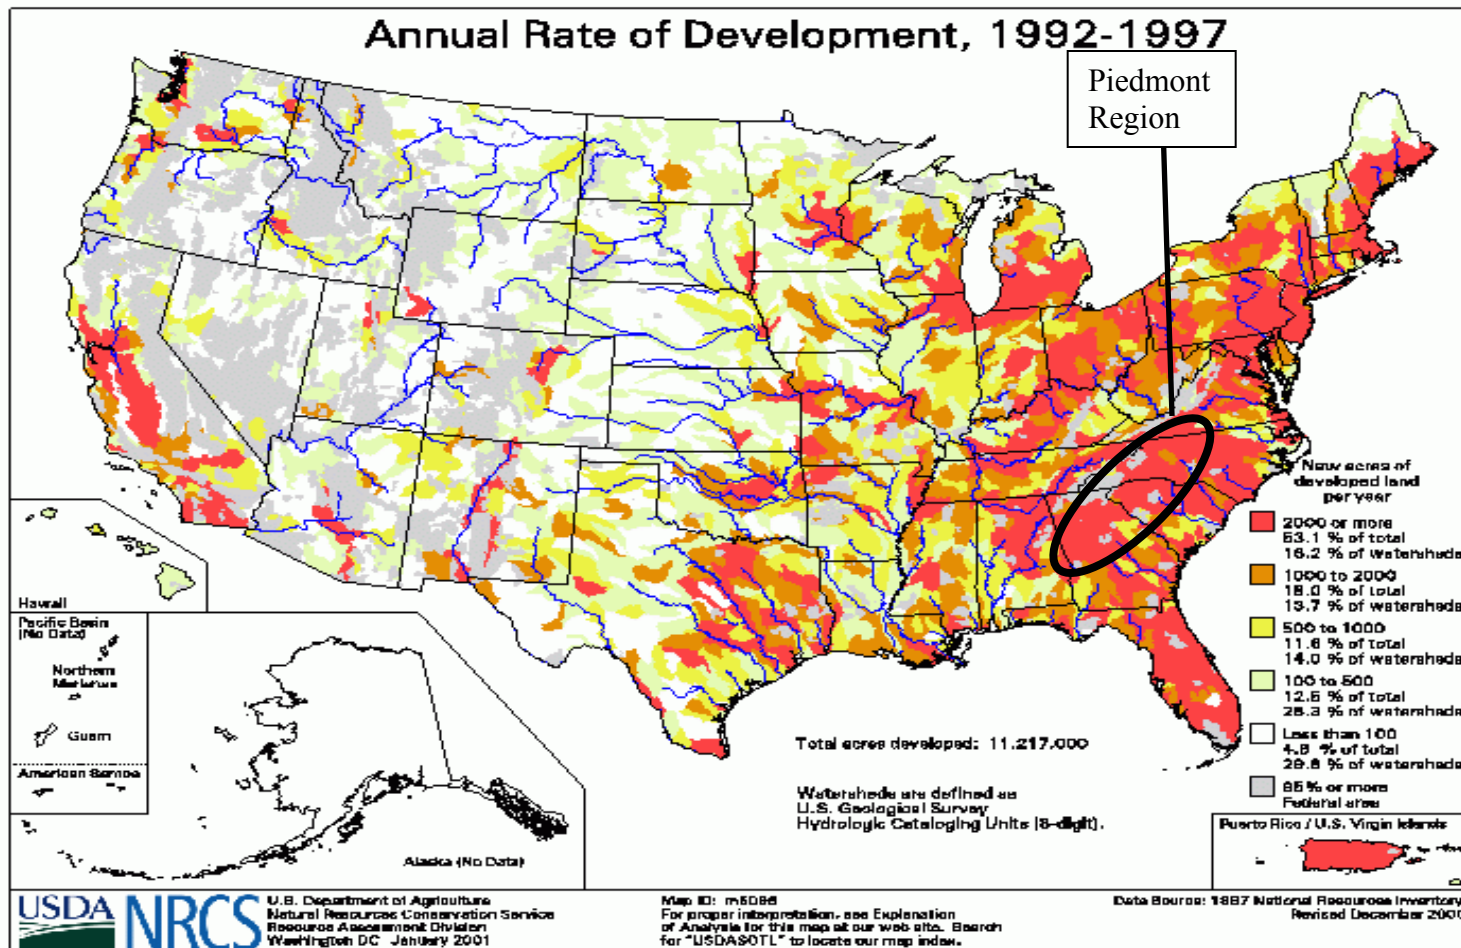 Annual Rate of Development, 1992-1997
Piedmont
Region
New acres of
developed land
per year
2000 or more
53.1 % of total
16.2 % of watersheds
1000 to 2000
18.0 % of total
13.7 % of watersheds
500 to 1000
11.6 % of total
14.0 % of watersheds
100 to 500
12.5 % of total
26.3 % of watersheds
Less than 100
4.8 % of total
29.8 % of watersheds
95% or more
Federal area
Hawaii
Pacific Basin
(No Data)
Northern
Marianas
Guam
American Samoa
Alaska (No Data)
Total acres developed: 11,217,000
Watersheds are defined as
U.S. Geological Survey
Hydrologic Cataloging Units (8-digit).
Puerto Rico / U.S. Virgin Islands
USDA NRCS
U.S. Department of Agriculture
Natural Resources Conservation Service
Resource Assessment Division
Washington DC January 2001
Map ID: m5096
For proper interpretation, see Explanation
of Analysis for this map at our web site. Search
for "USDASOTL" to locate our map index.
Data Source: 1997 National Resources Inventory
Revised December 2000